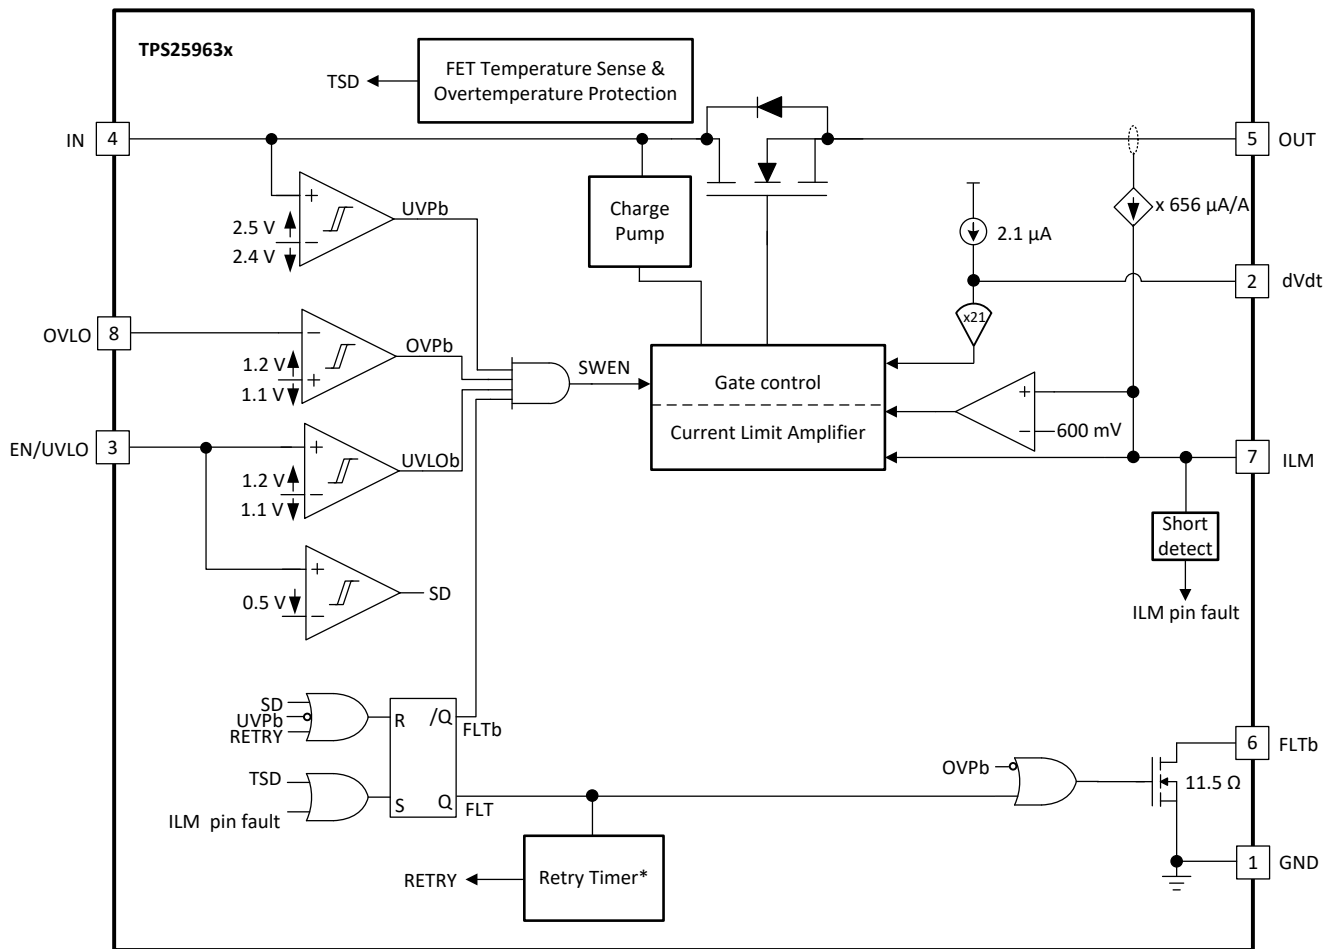 TPS25963x
TSD
FET Temperature Sense &
Overtemperature Protection
IN
4
5
OUT
2.5 V
2.4 V
+
−
UVPb
Charge
Pump
x 656 µA/A
2.1 µA
2
dVdt
x21
OVLO
8
−
+
1.2 V
1.1 V
OVPb
SWEN
Gate control
Current Limit Amplifier
+
−
600 mV
EN/UVLO
3
+
−
1.2 V
1.1 V
UVLOb
7
ILM
Short
detect
ILM pin fault
+
−
0.5 V
SD
SD
UVPb
RETRY
R
/Q
FLTb
TSD
ILM pin fault
S
Q
FLT
OVPb
6
FLTb
11.5 Ω
RETRY
Retry Timer*
1
GND